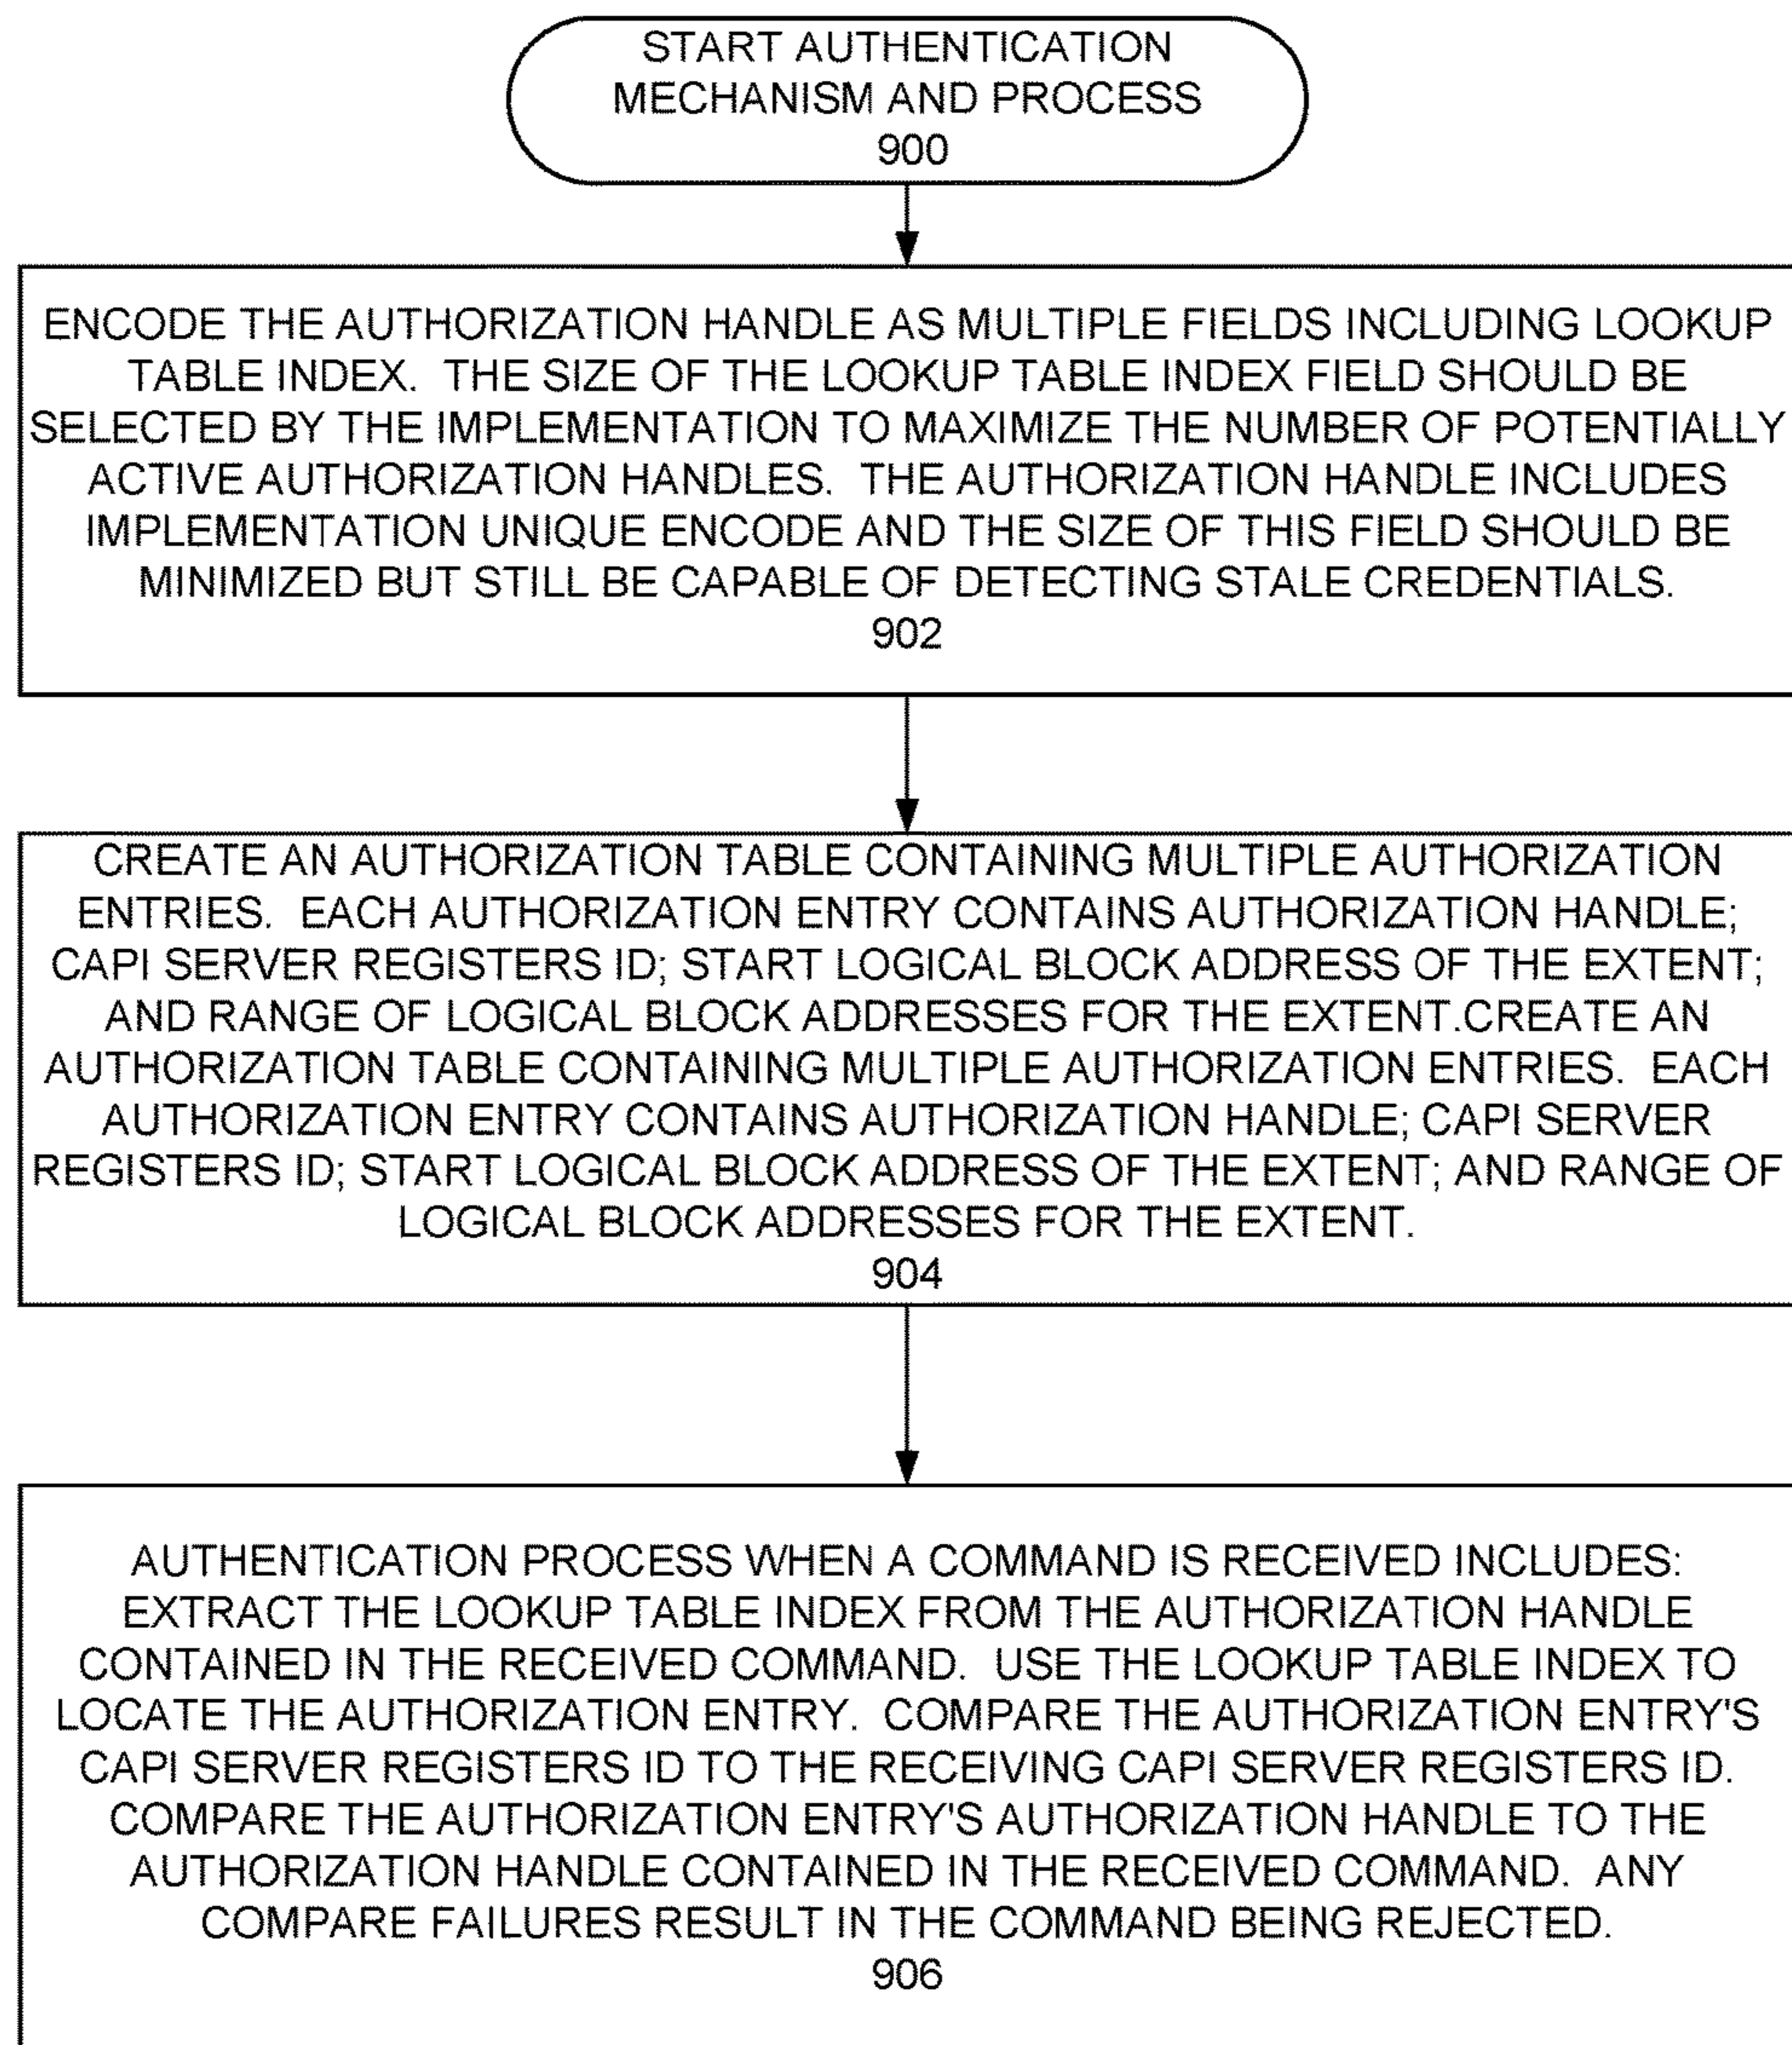 START AUTHENTICATION
MECHANISM AND PROCESS
900
ENCODE THE AUTHORIZATION HANDLE AS MULTIPLE FIELDS INCLUDING LOOKUP
TABLE INDEX. THE SIZE OF THE LOOKUP TABLE INDEX FIELD SHOULD BE
SELECTED BY THE IMPLEMENTATION TO MAXIMIZE THE NUMBER OF POTENTIALLY
ACTIVE AUTHORIZATION HANDLES. THE AUTHORIZATION HANDLE INCLUDES
IMPLEMENTATION UNIQUE ENCODE AND THE SIZE OF THIS FIELD SHOULD BE
MINIMIZED BUT STILL BE CAPABLE OF DETECTING STALE CREDENTIALS.
902
CREATE AN AUTHORIZATION TABLE CONTAINING MULTIPLE AUTHORIZATION
ENTRIES. EACH AUTHORIZATION ENTRY CONTAINS AUTHORIZATION HANDLE;
CAPI SERVER REGISTERS ID; START LOGICAL BLOCK ADDRESS OF THE EXTENT;
AND RANGE OF LOGICAL BLOCK ADDRESSES FOR THE EXTENT.CREATE AN
AUTHORIZATION TABLE CONTAINING MULTIPLE AUTHORIZATION ENTRIES. EACH
AUTHORIZATION ENTRY CONTAINS AUTHORIZATION HANDLE; CAPI SERVER
REGISTERS ID; START LOGICAL BLOCK ADDRESS OF THE EXTENT; AND RANGE OF
LOGICAL BLOCK ADDRESSES FOR THE EXTENT.
904
AUTHENTICATION PROCESS WHEN A COMMAND IS RECEIVED INCLUDES:
EXTRACT THE LOOKUP TABLE INDEX FROM THE AUTHORIZATION HANDLE
CONTAINED IN THE RECEIVED COMMAND. USE THE LOOKUP TABLE INDEX TO
LOCATE THE AUTHORIZATION ENTRY. COMPARE THE AUTHORIZATION ENTRY'S
CAPI SERVER REGISTERS ID TO THE RECEIVING CAPI SERVER REGISTERS ID.
COMPARE THE AUTHORIZATION ENTRY'S AUTHORIZATION HANDLE TO THE
AUTHORIZATION HANDLE CONTAINED IN THE RECEIVED COMMAND. ANY
COMPARE FAILURES RESULT IN THE COMMAND BEING REJECTED.
906